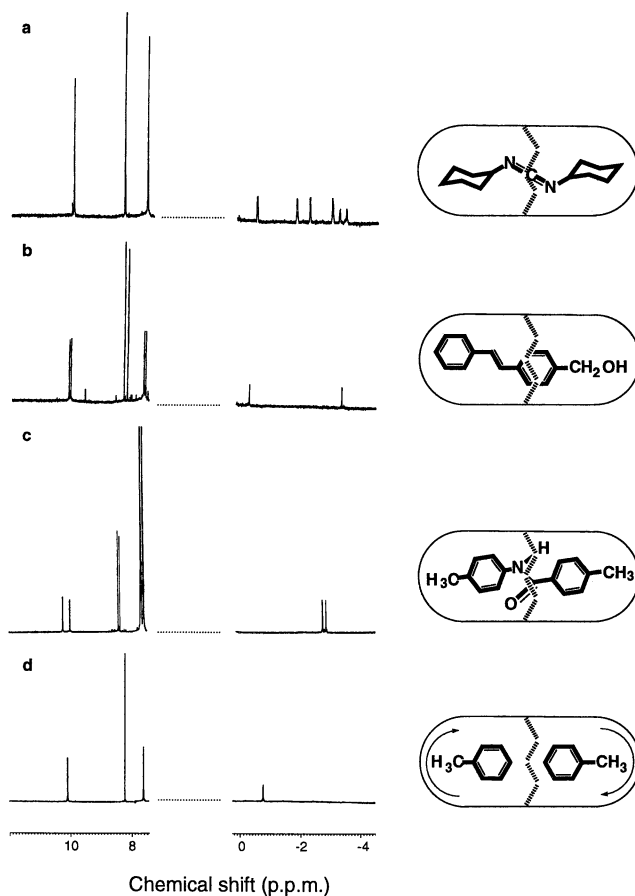 a
N
C
N
b
CH₂OH
c
H
H₃C
N
CH₃
O
d
H₃C
CH₃
10 8 0 -2 -4
Chemical shift (p.p.m.)